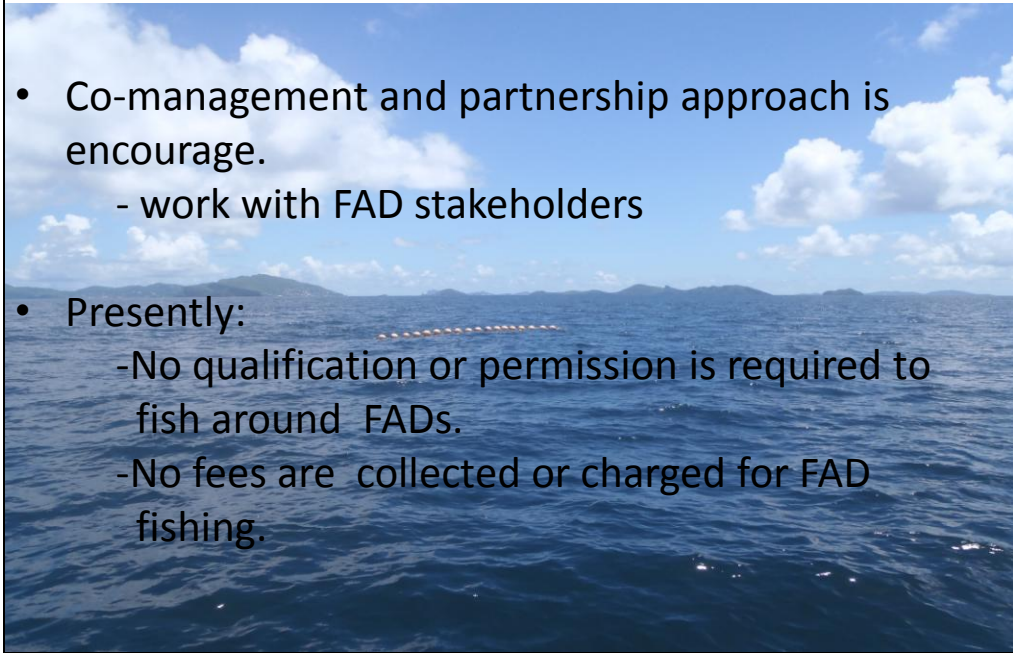 • Co-management and partnership approach is
encourage.
- work with FAD stakeholders
• Presently:
-No qualification or permission is required to
fish around  FADs.
-No fees are  collected or charged for FAD
fishing.